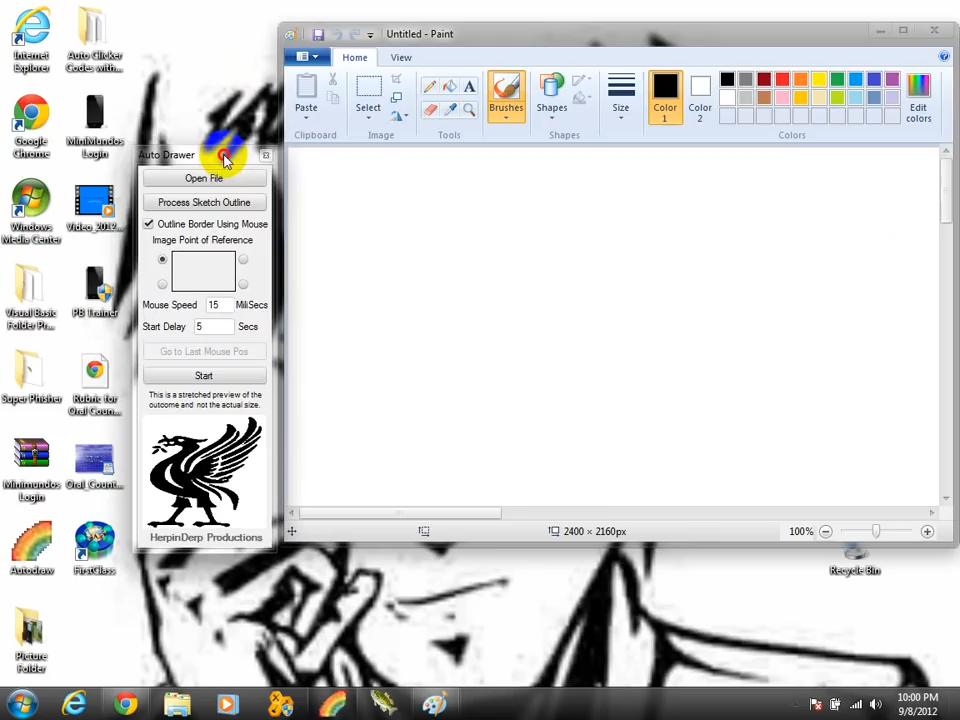 Untitled - Paint
Home View
Paste
Select
Brushes
Shapes
Size
Color 1
Color 2
Edit colors
Clipboard
Image
Tools
Shapes
Colors
Internet Explorer
Auto Clicker Codes with...
Google Chrome
MiniMundos Login
Windows Media Center
Video_2012...
Visual Basic Folder Pr...
PB Trainer
Super Phisher
Rubric for Oral Coun...
Minimundos Login
Oral_Count...
Autodraw
FirstClass
Picture Folder
Auto Drawer
Open File
Process Sketch Outline
Outline Border Using Mouse
Image Point of Reference
Mouse Speed 15 MiliSecs
Start Delay 5 Secs
Go to Last Mouse Pos
Start
This is a stretched preview of the
outcome and not the actual size.
HerpinDerp Productions
2400 × 2160px
100%
Recycle Bin
10:00 PM
9/8/2012